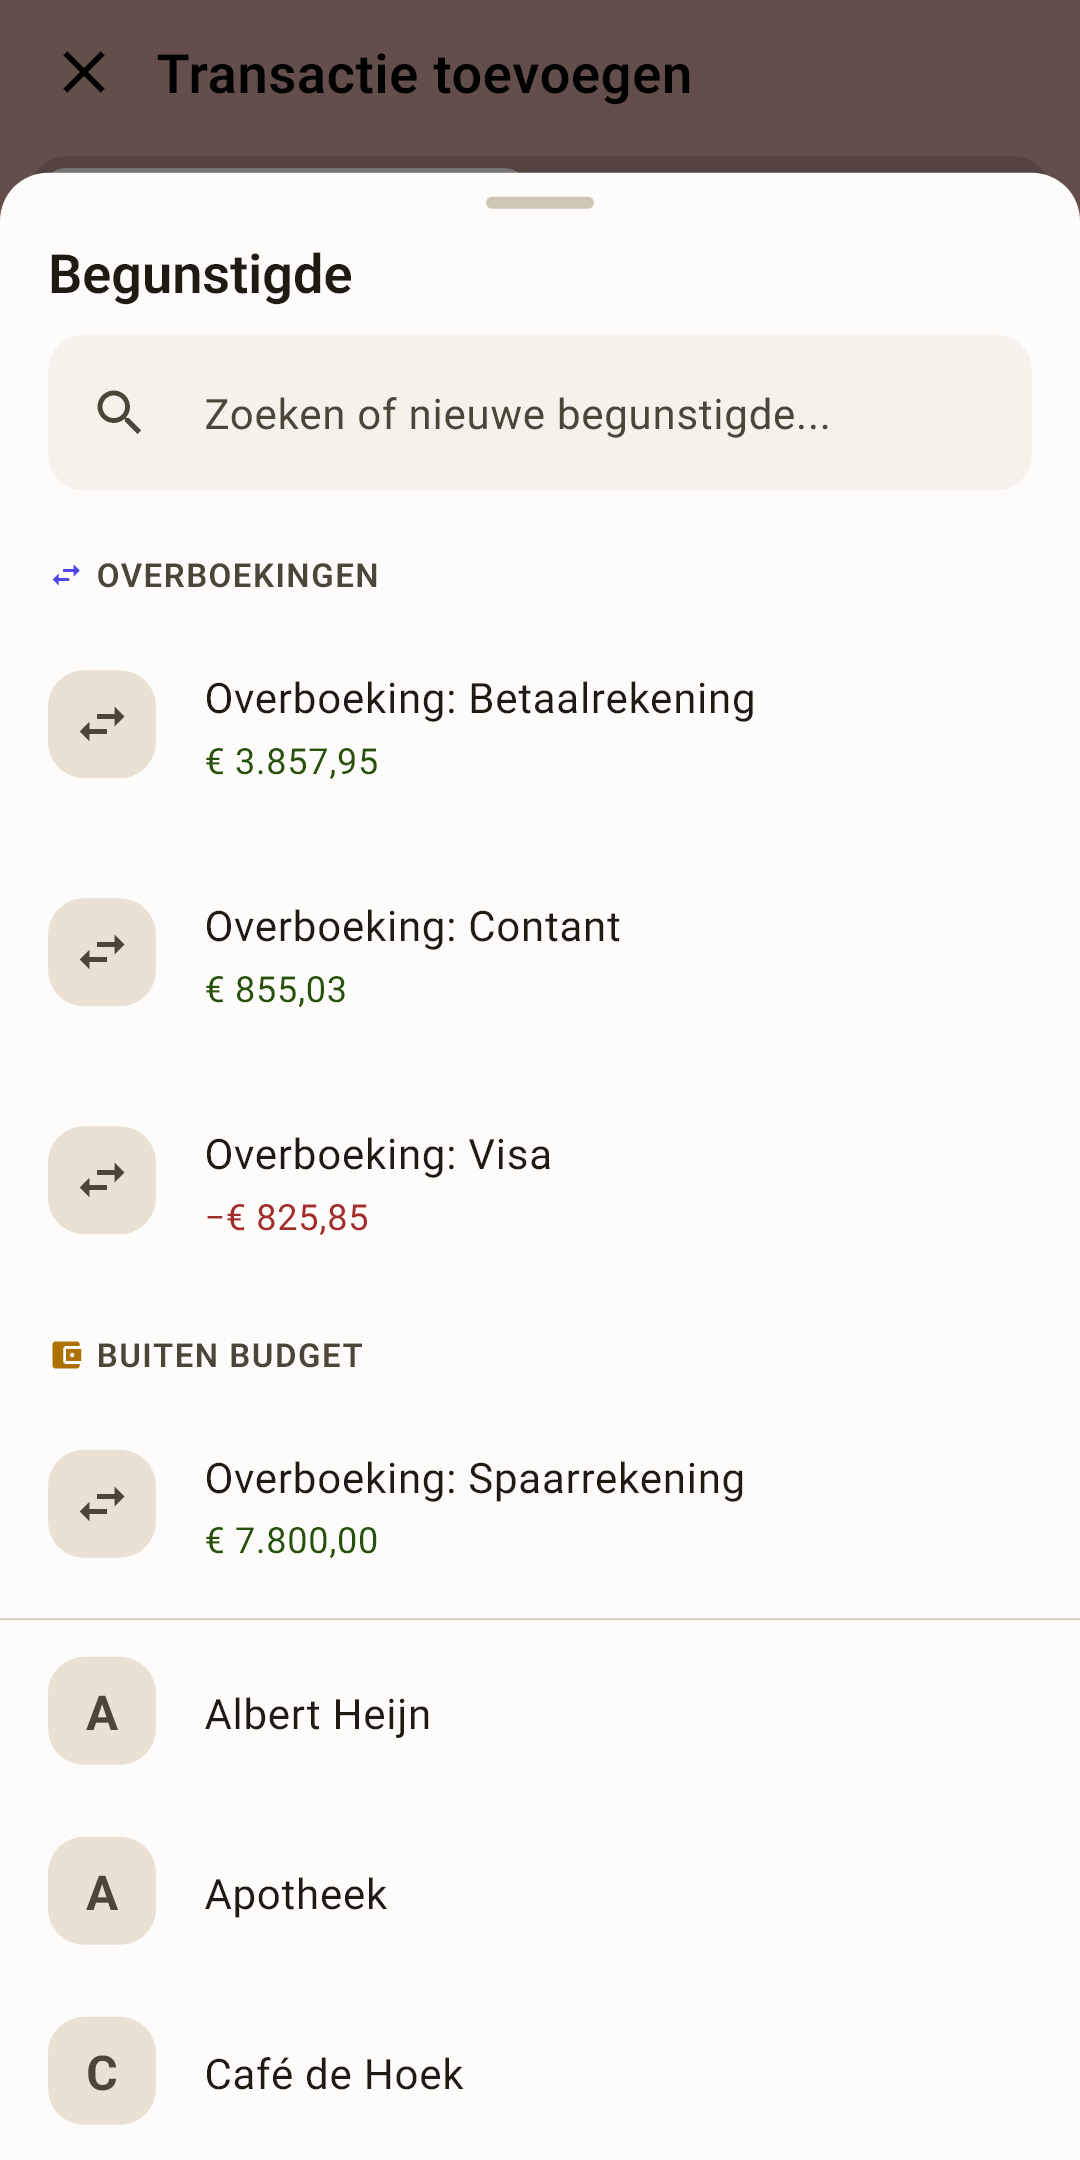 Transactie toevoegen
Begunstigde
Zoeken of nieuwe begunstigde...
OVERBOEKINGEN
Overboeking: Betaalrekening
€ 3.857,95
Overboeking: Contant
€ 855,03
Overboeking: Visa
−€ 825,85
BUITEN BUDGET
Overboeking: Spaarrekening
€ 7.800,00
A
Albert Heijn
A
Apotheek
C
Café de Hoek